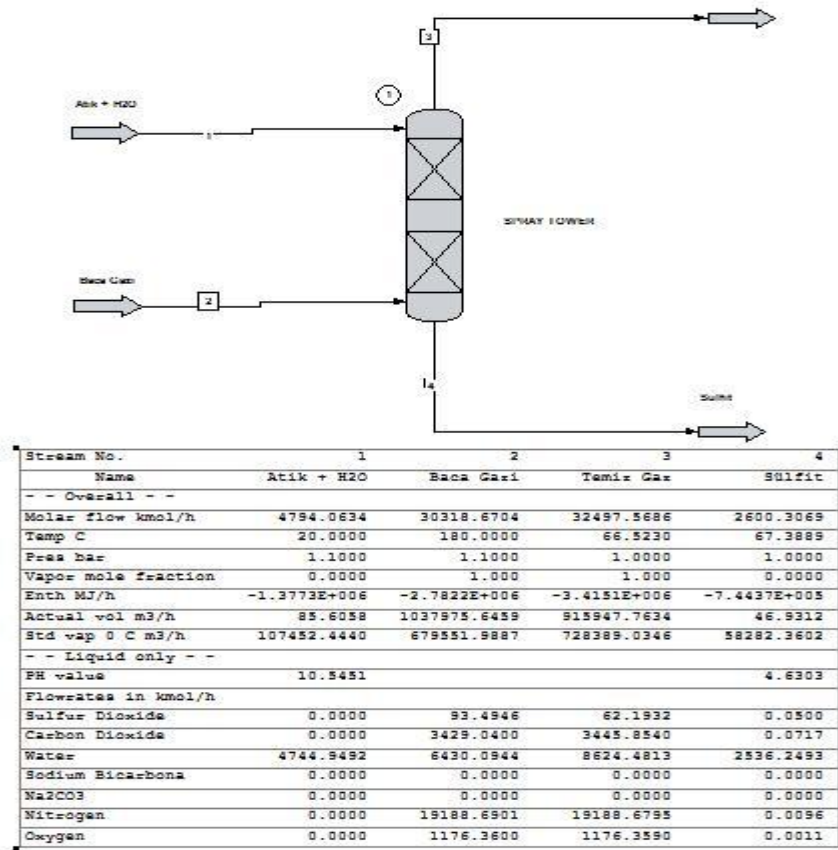 3
1
Atik + H2O
1
SPRAY TOWER
Baca Gazi
2
4
Sulfit
Stream No. 1 2 3 4
Name Atik + H2O Baca Gazi Temiz Gaz Sülfit
- - Overall - -
Molar flow kmol/h 4794.0634 30318.6704 32497.5686 2600.3069
Temp C 20.0000 180.0000 66.5230 67.3889
Pres bar 1.1000 1.1000 1.0000 1.0000
Vapor mole fraction 0.0000 1.000 1.000 0.0000
Enth MJ/h -1.3773E+006 -2.7822E+006 -3.4151E+006 -7.4437E+005
Actual vol m3/h 85.6058 1037975.6459 915947.7634 46.9312
Std vap 0 C m3/h 107452.4440 679551.9887 728389.0346 58282.3602
- - Liquid only - -
PH value 10.5451 4.6303
Flowrates in kmol/h
Sulfur Dioxide 0.0000 93.4946 62.1932 0.0500
Carbon Dioxide 0.0000 3429.0400 3445.8540 0.0717
Water 4744.9492 6430.0944 8624.4813 2536.2493
Sodium Bicarbona 0.0000 0.0000 0.0000 0.0000
Na2CO3 0.0000 0.0000 0.0000 0.0000
Nitrogen 0.0000 19188.6901 19188.6795 0.0096
Oxygen 0.0000 1176.3600 1176.3590 0.0011